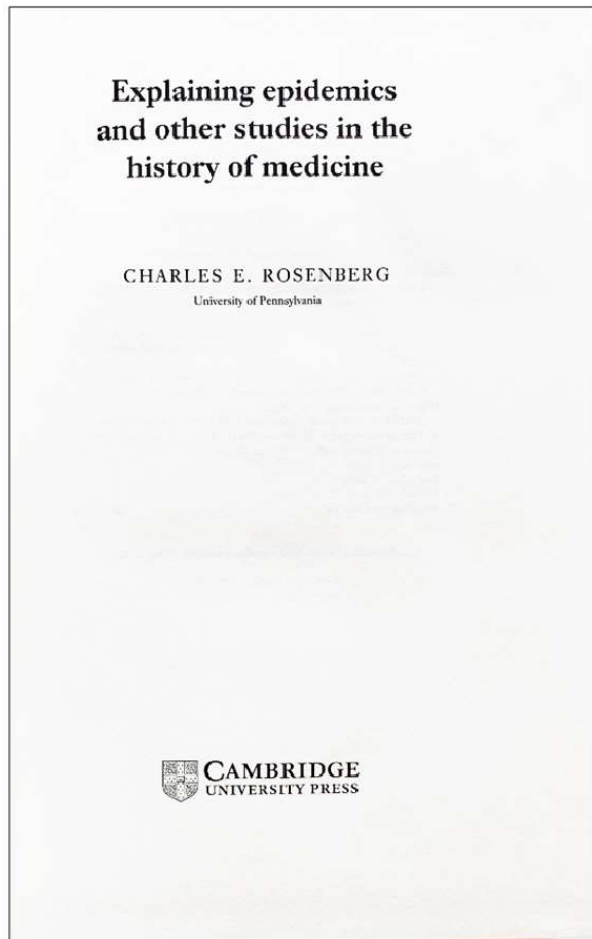 Explaining epidemics
and other studies in the
history of medicine
CHARLES E. ROSENBERG
University of Pennsylvania
CAMBRIDGE
UNIVERSITY PRESS